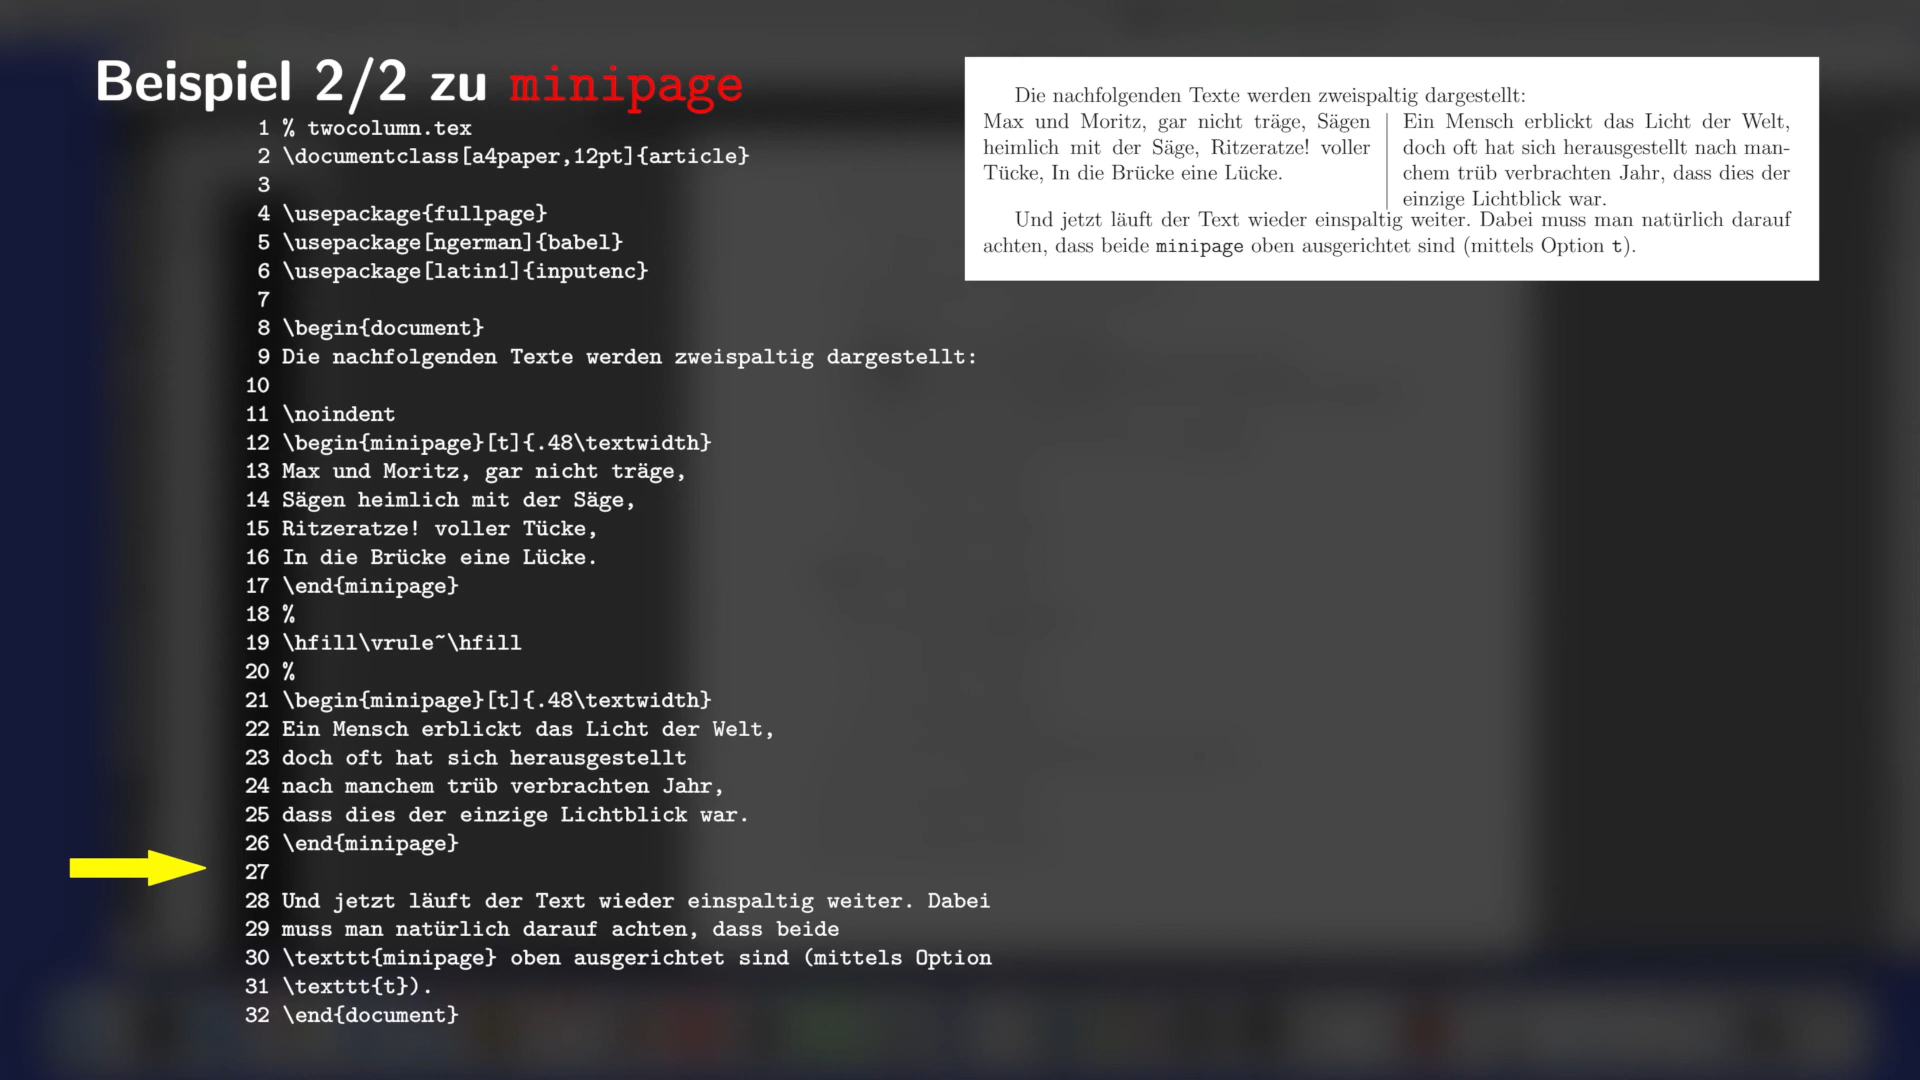 Beispiel 2/2 zu minipage
1 % twocolumn.tex
2 \documentclass[a4paper,12pt]{article}
3
4 \usepackage{fullpage}
5 \usepackage[ngerman]{babel}
6 \usepackage[latin1]{inputenc}
7
8 \begin{document}
9 Die nachfolgenden Texte werden zweispaltig dargestellt:
10
11 \noindent
12 \begin{minipage}[t]{.48\textwidth}
13 Max und Moritz, gar nicht träge,
14 Sägen heimlich mit der Säge,
15 Ritzeratze! voller Tücke,
16 In die Brücke eine Lücke.
17 \end{minipage}
18 %
19 \hfill\vrule~\hfill
20 %
21 \begin{minipage}[t]{.48\textwidth}
22 Ein Mensch erblickt das Licht der Welt,
23 doch oft hat sich herausgestellt
24 nach manchem trüb verbrachten Jahr,
25 dass dies der einzige Lichtblick war.
26 \end{minipage}
27
28 Und jetzt läuft der Text wieder einspaltig weiter. Dabei
29 muss man natürlich darauf achten, dass beide
30 \texttt{minipage} oben ausgerichtet sind (mittels Option
31 \texttt{t}).
32 \end{document}
Die nachfolgenden Texte werden zweispaltig dargestellt:
Max und Moritz, gar nicht träge, Sägen
heimlich mit der Säge, Ritzeratze! voller
Tücke, In die Brücke eine Lücke.
Ein Mensch erblickt das Licht der Welt,
doch oft hat sich herausgestellt nach man-
chem trüb verbrachten Jahr, dass dies der
einzige Lichtblick war.
Und jetzt läuft der Text wieder einspaltig weiter. Dabei muss man natürlich darauf
achten, dass beide minipage oben ausgerichtet sind (mittels Option t).